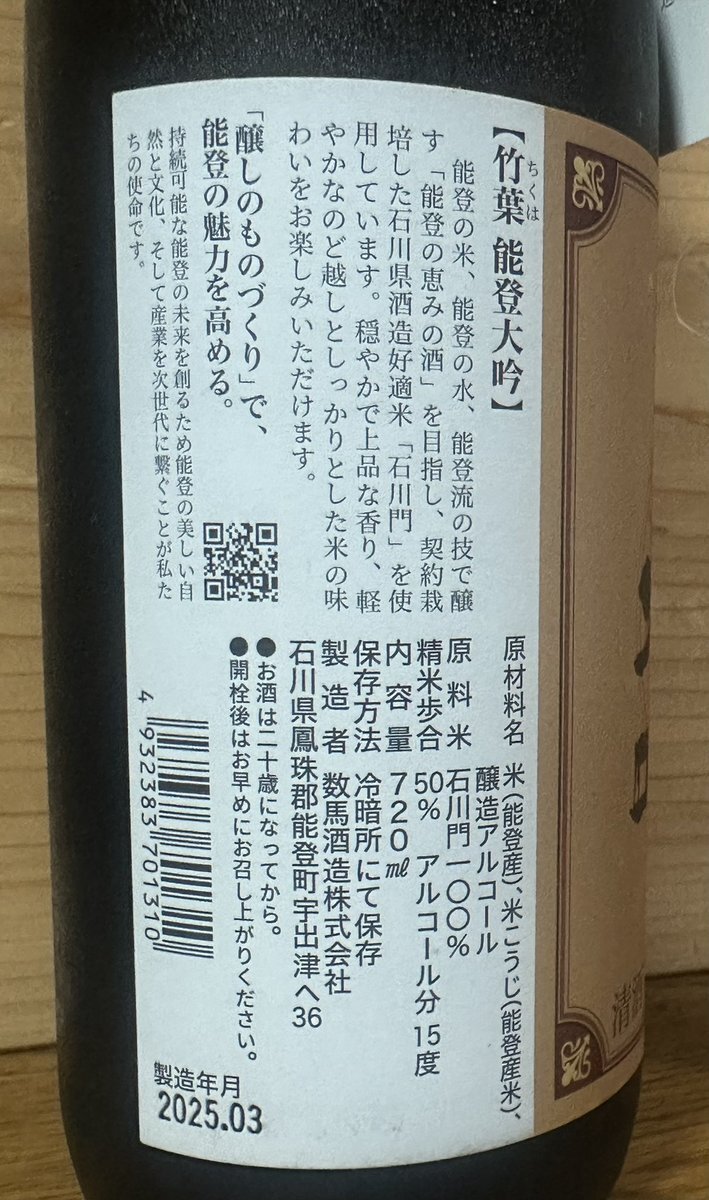 【竹葉 能登大吟】
ちくは
能登の米、能登の水、能登流の技で醸
す「能登の恵みの酒」を目指し、契約栽
培した石川県酒造好適米「石川門」を使
用しています。穏やかで上品な香り、軽
やかなのど越しとしっかりとした米の味
わいをお楽しみいただけます。
「醸しのものづくり」で、
能登の魅力を高める。
持続可能な能登の未来を創るため能登の美しい自
然と文化、そして産業を次世代に繋ぐことが私た
ちの使命です。
原材料名 米(能登産)、米こうじ(能登産米)、
醸造アルコール
原料米 石川門一〇〇%
精米歩合 50% アルコール分 15度
内容量 720㎖
保存方法 冷暗所にて保存
製造者 数馬酒造株式会社
石川県鳳珠郡能登町宇出津へ36
●お酒は二十歳になってから。
●開栓後はお早めにお召し上がりください。
4 932383 701310
製造年月
2025.03
清酒